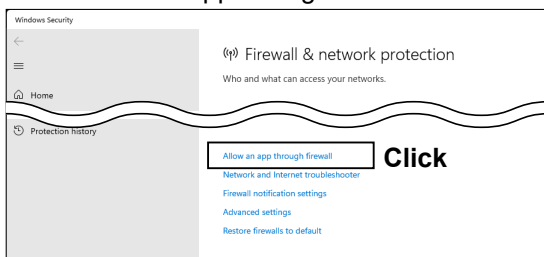 Windows Security
Firewall & network protection
Who and what can access your networks.
Home
Protection history
Allow an app through firewall
Click
Network and Internet troubleshooter
Firewall notification settings
Advanced settings
Restore firewalls to default